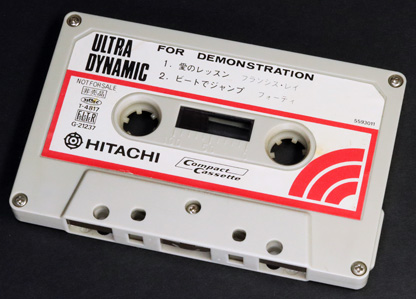 ULTRA
DYNAMIC
FOR DEMONSTRATION
1. 愛のレッスン フランシス・レイ
2. ビートでジャンプ フォーティ
NOT FOR SALE
非売品
T-4817
G-21237
5593011
HITACHI
Compact
Cassette